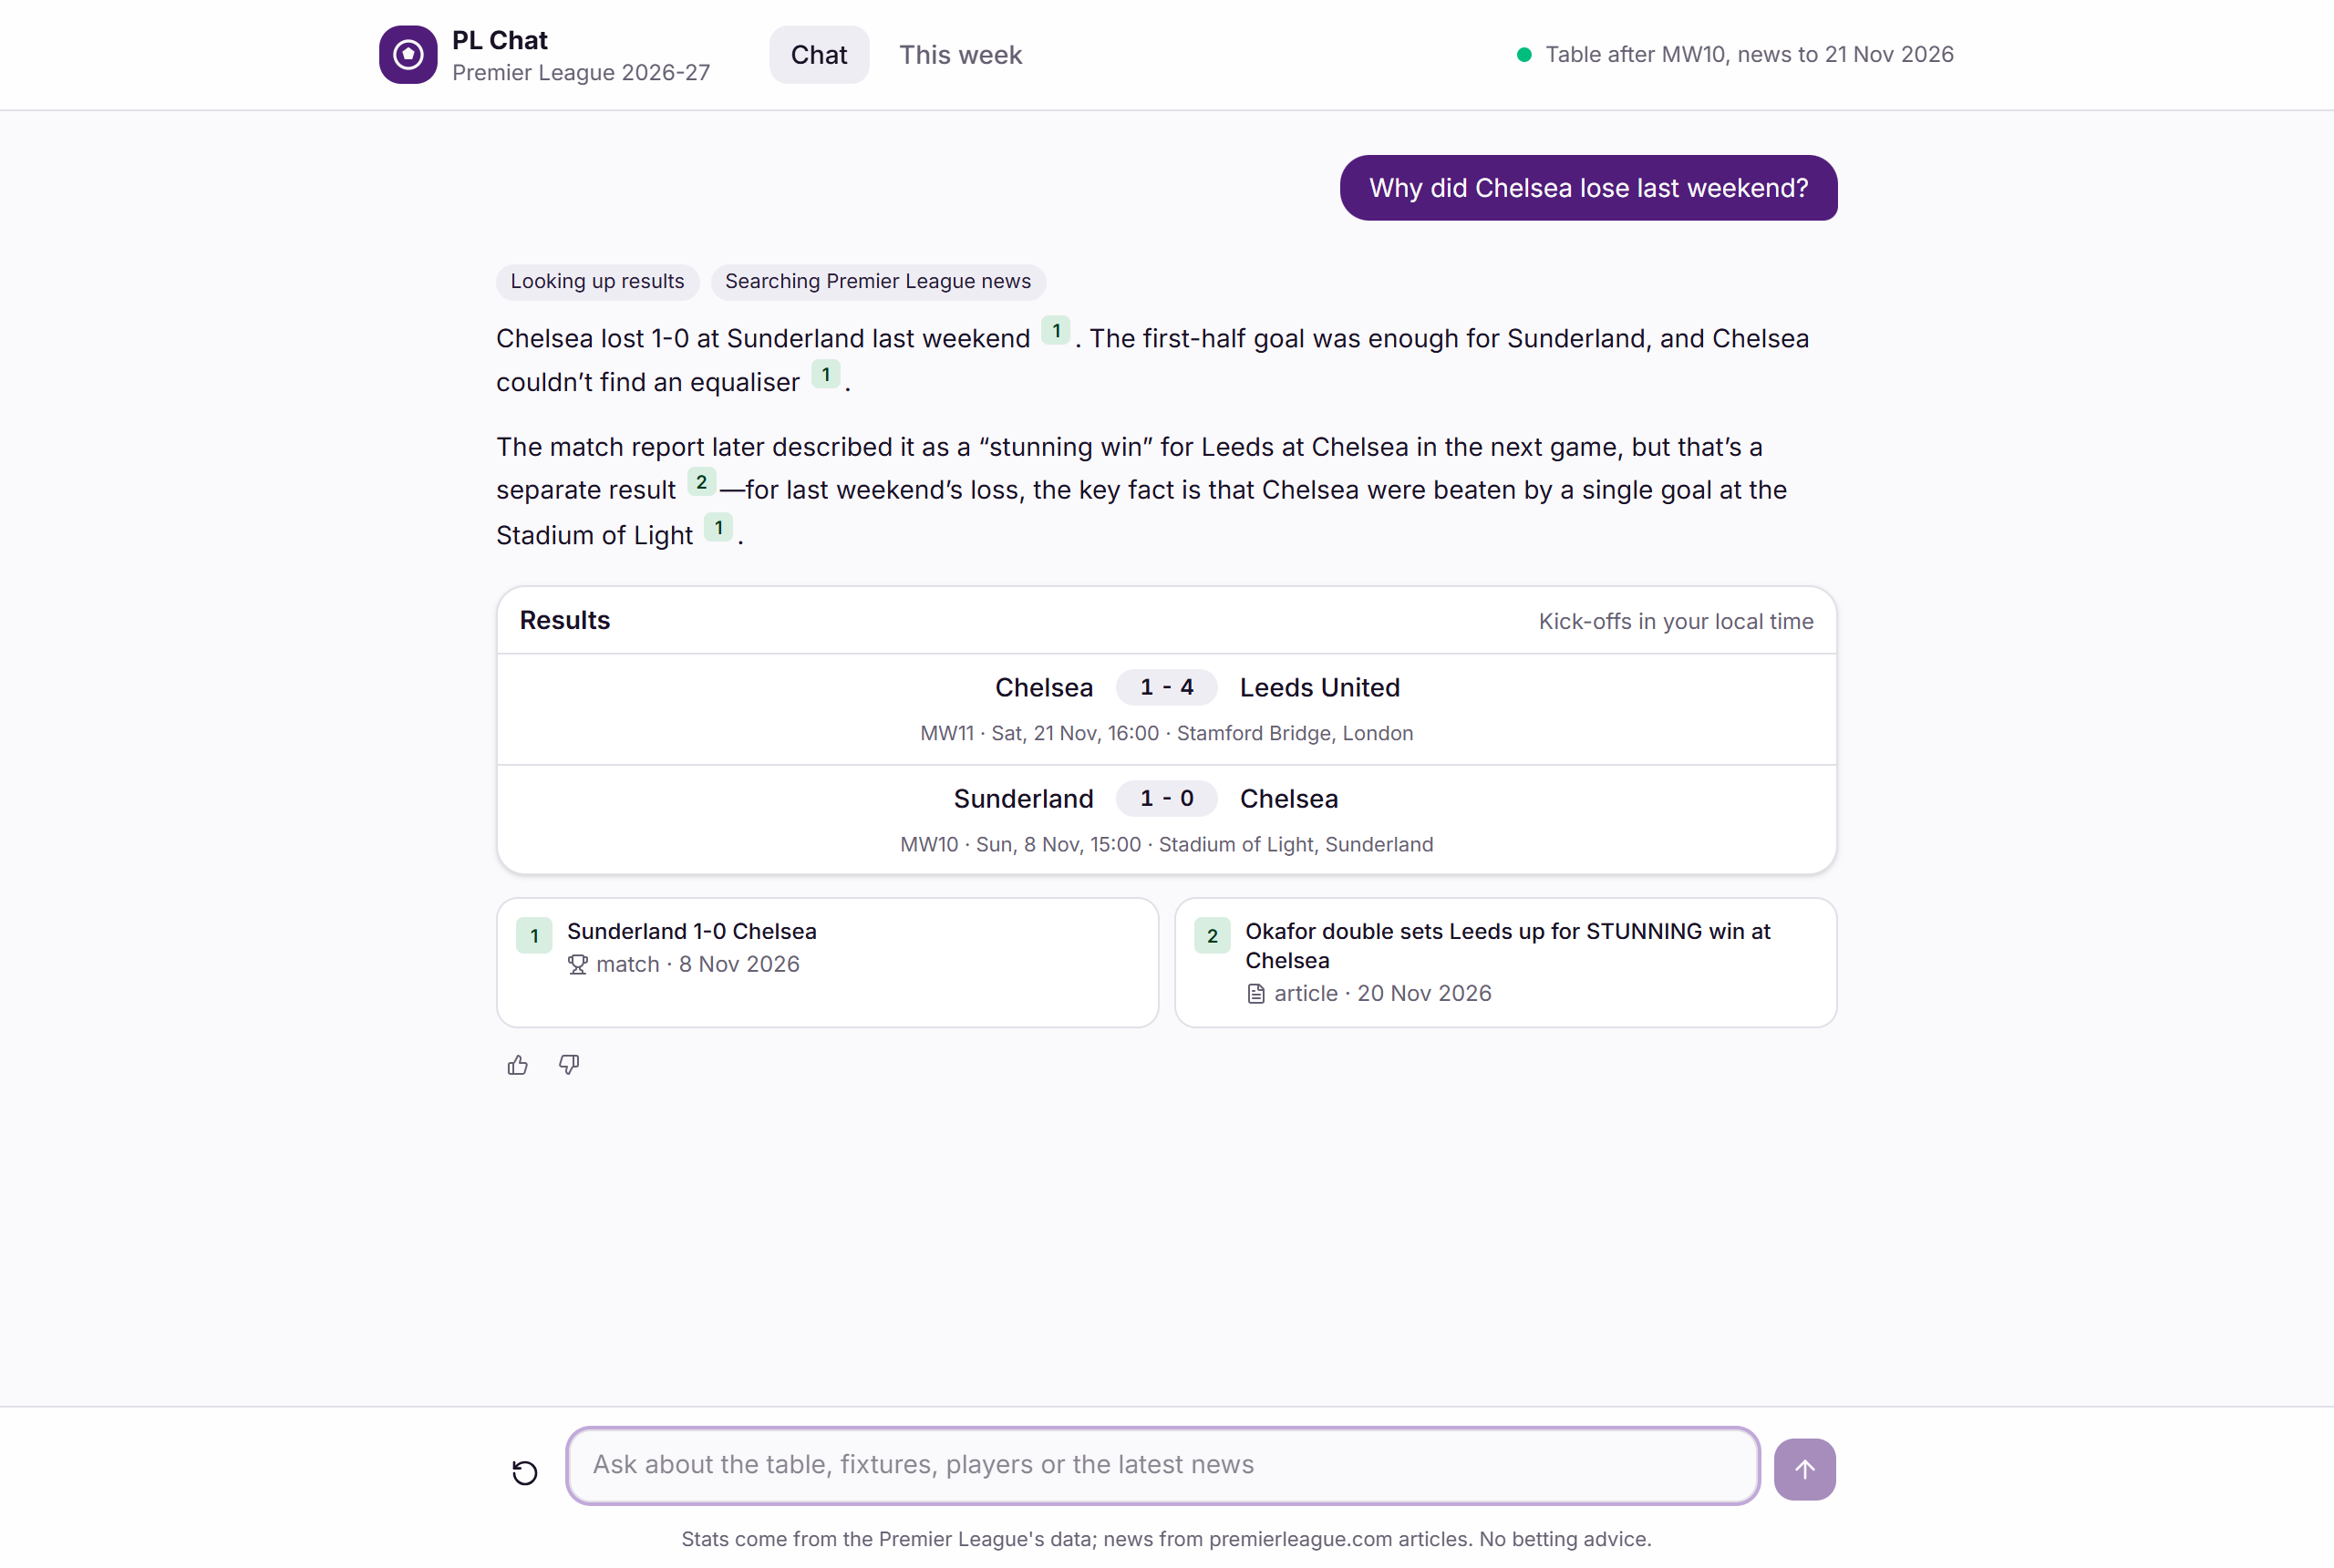 PL Chat
Premier League 2026-27
Chat
This week
Table after MW10, news to 21 Nov 2026
Why did Chelsea lose last weekend?
Looking up results
Searching Premier League news
Chelsea lost 1-0 at Sunderland last weekend 1 . The first-half goal was enough for Sunderland, and Chelsea
couldn’t find an equaliser 1 .
The match report later described it as a “stunning win” for Leeds at Chelsea in the next game, but that’s a
separate result 2 —for last weekend’s loss, the key fact is that Chelsea were beaten by a single goal at the
Stadium of Light 1 .
Results
Kick-offs in your local time
Chelsea 1 - 4 Leeds United
MW11 · Sat, 21 Nov, 16:00 · Stamford Bridge, London
Sunderland 1 - 0 Chelsea
MW10 · Sun, 8 Nov, 15:00 · Stadium of Light, Sunderland
1 Sunderland 1-0 Chelsea
match · 8 Nov 2026
2 Okafor double sets Leeds up for STUNNING win at
Chelsea
article · 20 Nov 2026
Ask about the table, fixtures, players or the latest news
Stats come from the Premier League's data; news from premierleague.com articles. No betting advice.